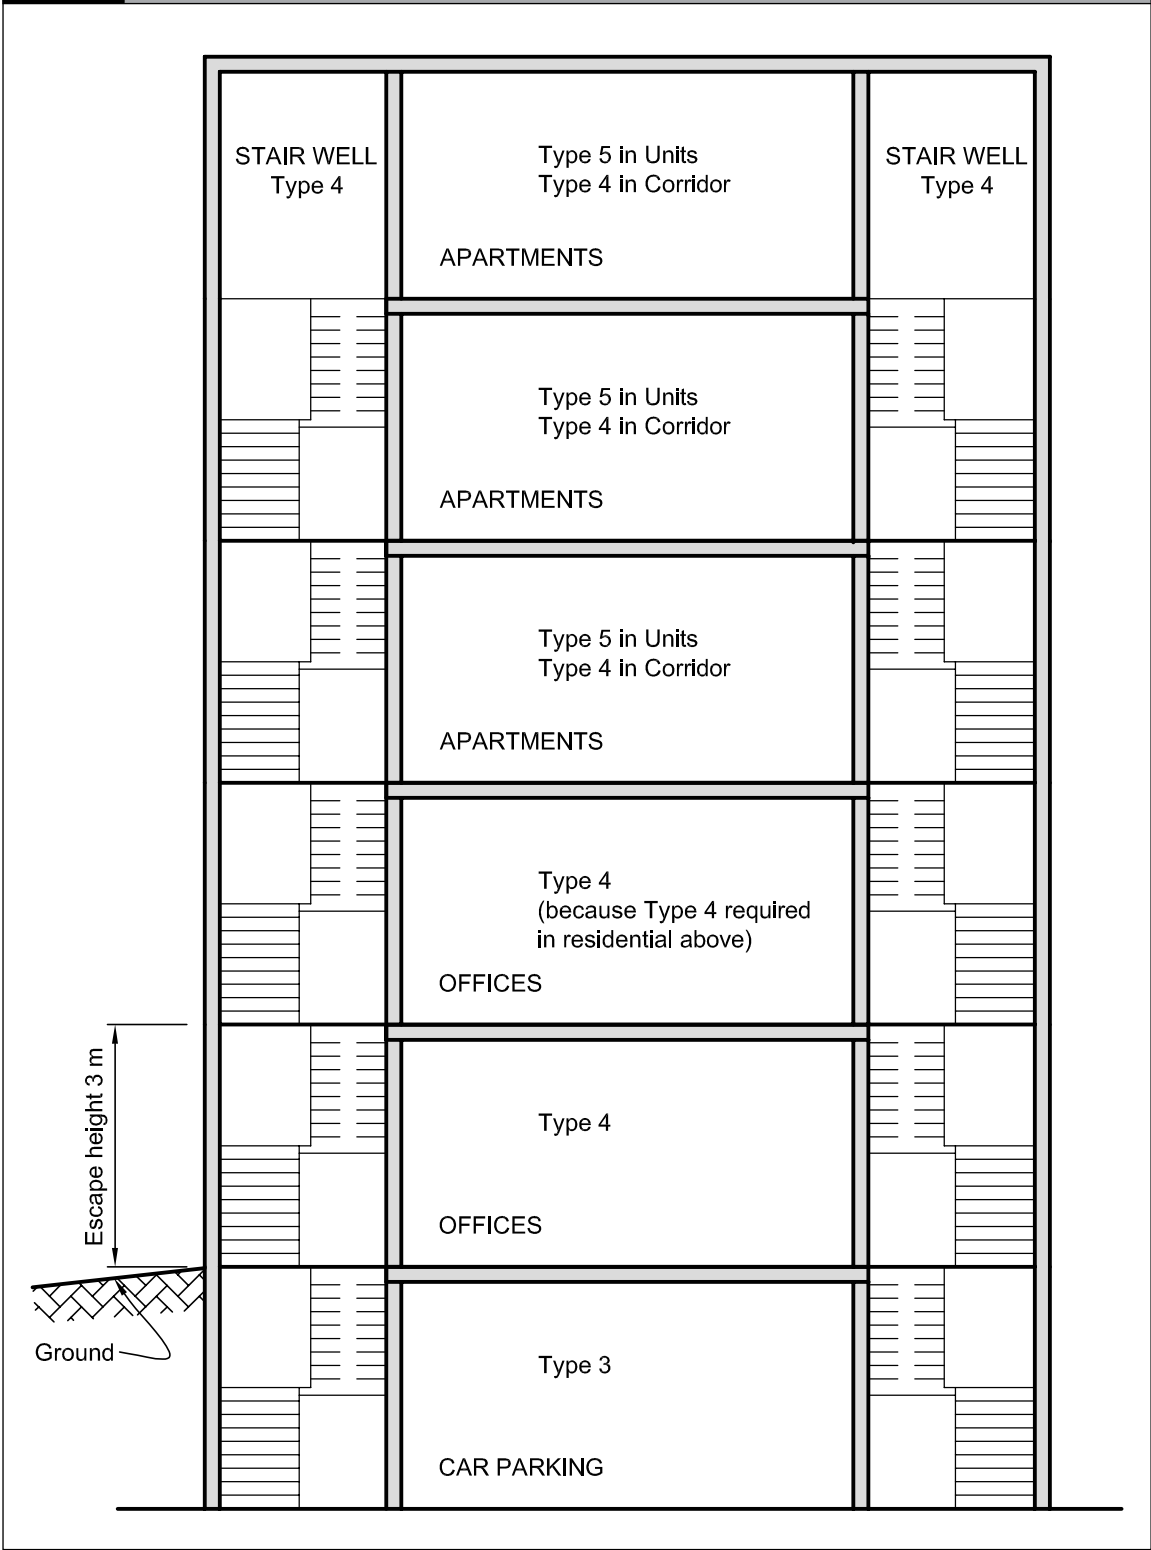 STAIR WELL
Type 4
Type 5 in Units
Type 4 in Corridor
APARTMENTS
STAIR WELL
Type 4
Type 5 in Units
Type 4 in Corridor
APARTMENTS
Type 5 in Units
Type 4 in Corridor
APARTMENTS
Type 4
(because Type 4 required
in residential above)
OFFICES
Escape height 3 m
Type 4
OFFICES
Ground
Type 3
CAR PARKING